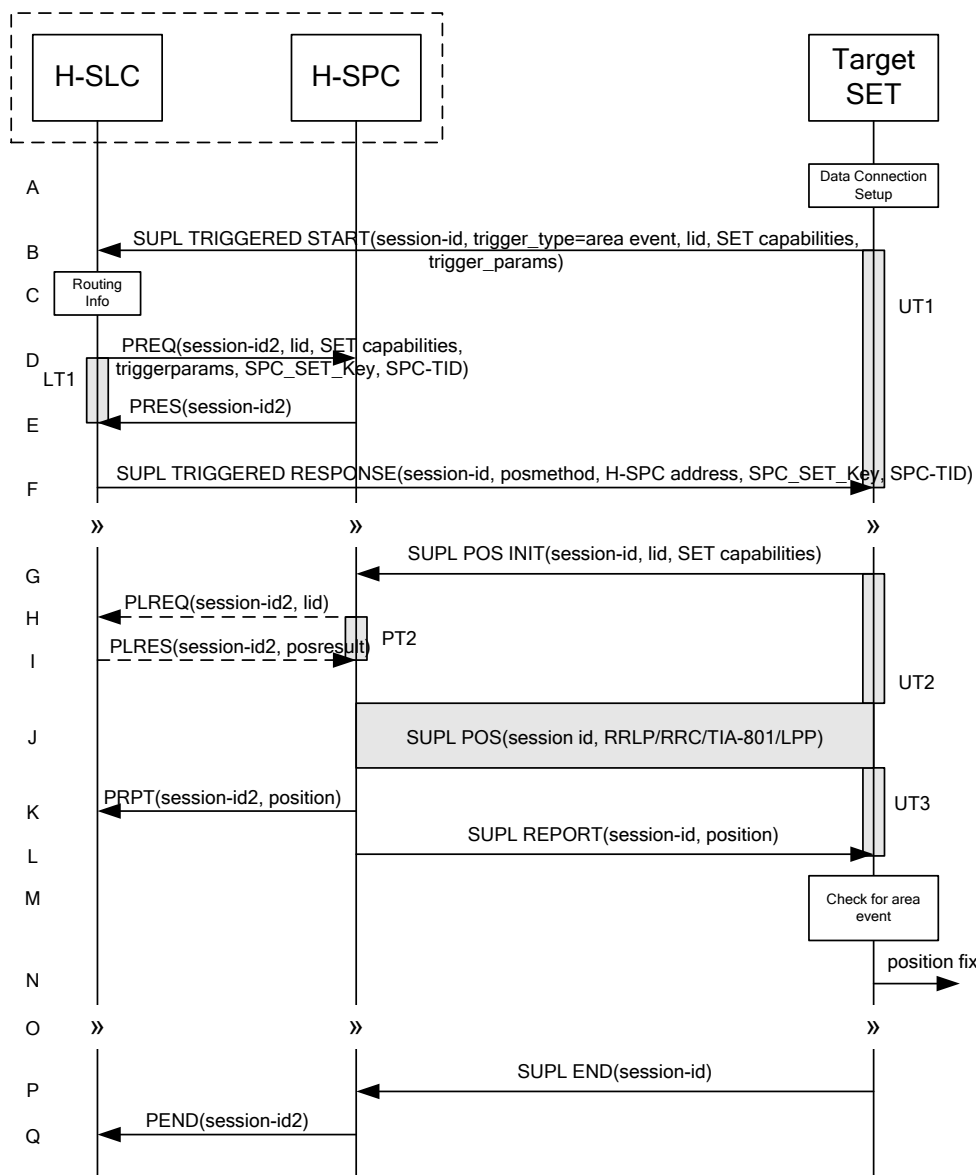 H-SLC
H-SPC
Target
SET
A
Data Connection
Setup
B
SUPL TRIGGERED START(session-id, trigger_type=area event, lid, SET capabilities,
trigger_params)
C
Routing
Info
UT1
D
PREQ(session-id2, lid, SET capabilities,
triggerparams, SPC_SET_Key, SPC-TID)
LT1
E
PRES(session-id2)
F
SUPL TRIGGERED RESPONSE(session-id, posmethod, H-SPC address, SPC_SET_Key, SPC-TID)
»
»
»
G
SUPL POS INIT(session-id, lid, SET capabilities)
H
PLREQ(session-id2, lid)
PT2
I
PLRES(session-id2, posresult)
UT2
J
SUPL POS(session id, RRLP/RRC/TIA-801/LPP)
K
PRPT(session-id2, position)
UT3
L
SUPL REPORT(session-id, position)
M
Check for area
event
N
position fix
O
»
»
»
P
SUPL END(session-id)
Q
PEND(session-id2)